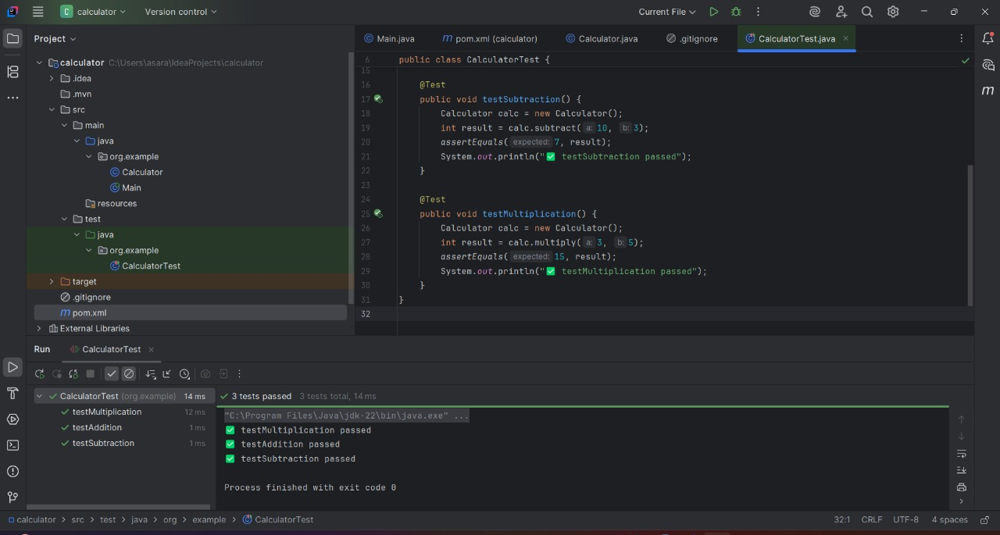 C calculator Version control Current File
Project
Main.java pom.xml (calculator) Calculator.java .gitignore CalculatorTest.java
calculator C:\Users\asara\IdeaProjects\calculator
.idea
.mvn
src
main
java
org.example
Calculator
Main
resources
test
java
org.example
CalculatorTest
target
.gitignore
pom.xml
External Libraries
6 public class CalculatorTest {
15
16 @Test
17 public void testSubtraction() {
18 Calculator calc = new Calculator();
19 int result = calc.subtract( a: 10, b: 3);
20 assertEquals( expected: 7, result);
21 System.out.println("✅ testSubtraction passed");
22 }
23
24 @Test
25 public void testMultiplication() {
26 Calculator calc = new Calculator();
27 int result = calc.multiply( a: 3, b: 5);
28 assertEquals( expected: 15, result);
29 System.out.println("✅ testMultiplication passed");
30 }
31 }
32
Run CalculatorTest
CalculatorTest (org.example) 14 ms
testMultiplication 12 ms
testAddition 1 ms
testSubtraction 1 ms
3 tests passed 3 tests total, 14 ms
"C:\Program Files\Java\jdk-22\bin\java.exe" ...
✅ testMultiplication passed
✅ testAddition passed
✅ testSubtraction passed
Process finished with exit code 0
calculator > src > test > java > org > example > CalculatorTest 32:1 CRLF UTF-8 4 spaces